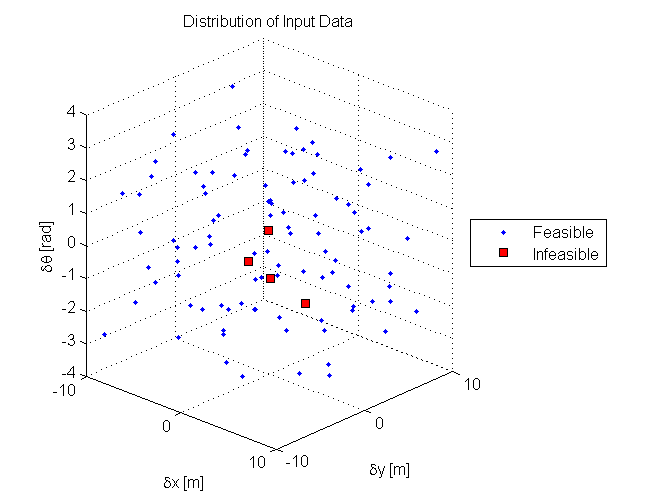 Distribution of Input Data
4
3
2
1
0
-1
-2
-3
-4
δθ [rad]
-10
0
10
δx [m]
-10
0
10
δy [m]
Feasible
Infeasible